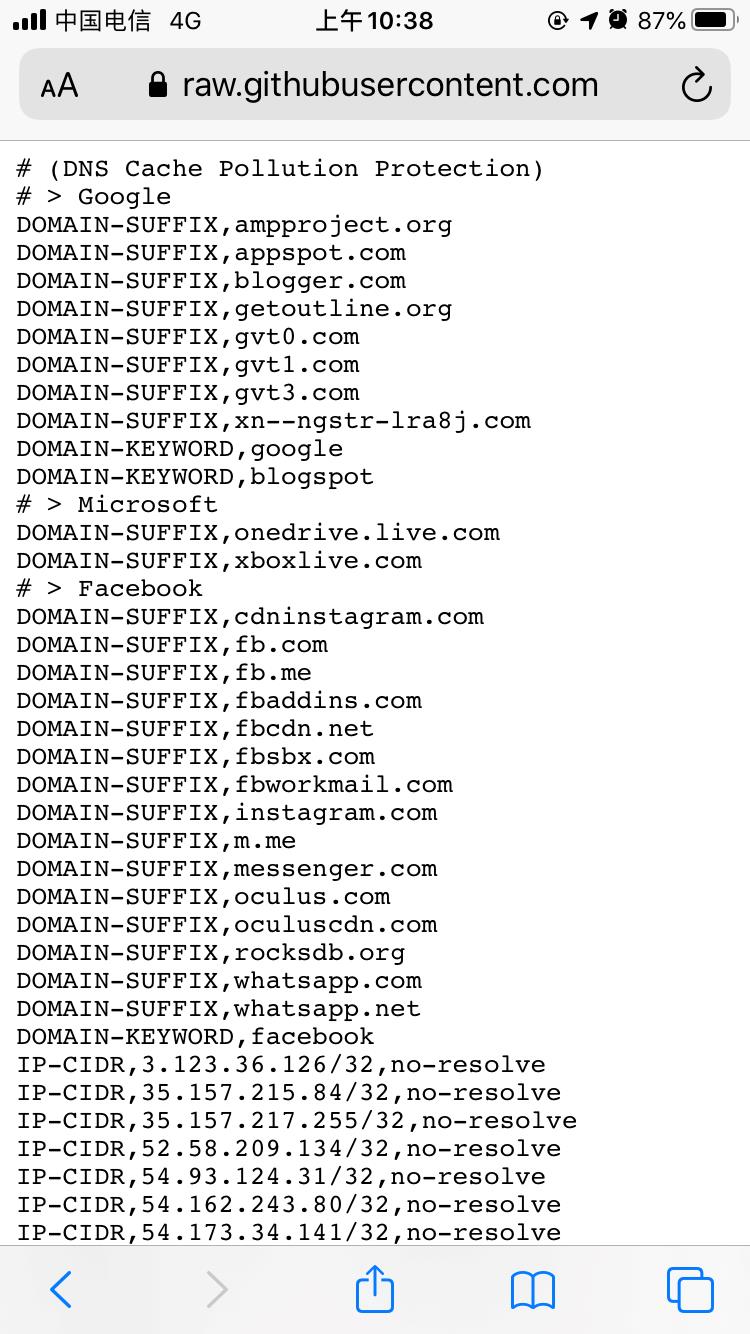 中国电信 4G 上午10:38 87%
AA raw.githubusercontent.com
# (DNS Cache Pollution Protection)
# > Google
DOMAIN-SUFFIX,ampproject.org
DOMAIN-SUFFIX,appspot.com
DOMAIN-SUFFIX,blogger.com
DOMAIN-SUFFIX,getoutline.org
DOMAIN-SUFFIX,gvt0.com
DOMAIN-SUFFIX,gvt1.com
DOMAIN-SUFFIX,gvt3.com
DOMAIN-SUFFIX,xn--ngstr-lra8j.com
DOMAIN-KEYWORD,google
DOMAIN-KEYWORD,blogspot
# > Microsoft
DOMAIN-SUFFIX,onedrive.live.com
DOMAIN-SUFFIX,xboxlive.com
# > Facebook
DOMAIN-SUFFIX,cdninstagram.com
DOMAIN-SUFFIX,fb.com
DOMAIN-SUFFIX,fb.me
DOMAIN-SUFFIX,fbaddins.com
DOMAIN-SUFFIX,fbcdn.net
DOMAIN-SUFFIX,fbsbx.com
DOMAIN-SUFFIX,fbworkmail.com
DOMAIN-SUFFIX,instagram.com
DOMAIN-SUFFIX,m.me
DOMAIN-SUFFIX,messenger.com
DOMAIN-SUFFIX,oculus.com
DOMAIN-SUFFIX,oculuscdn.com
DOMAIN-SUFFIX,rocksdb.org
DOMAIN-SUFFIX,whatsapp.com
DOMAIN-SUFFIX,whatsapp.net
DOMAIN-KEYWORD,facebook
IP-CIDR,3.123.36.126/32,no-resolve
IP-CIDR,35.157.215.84/32,no-resolve
IP-CIDR,35.157.217.255/32,no-resolve
IP-CIDR,52.58.209.134/32,no-resolve
IP-CIDR,54.93.124.31/32,no-resolve
IP-CIDR,54.162.243.80/32,no-resolve
IP-CIDR,54.173.34.141/32,no-resolve